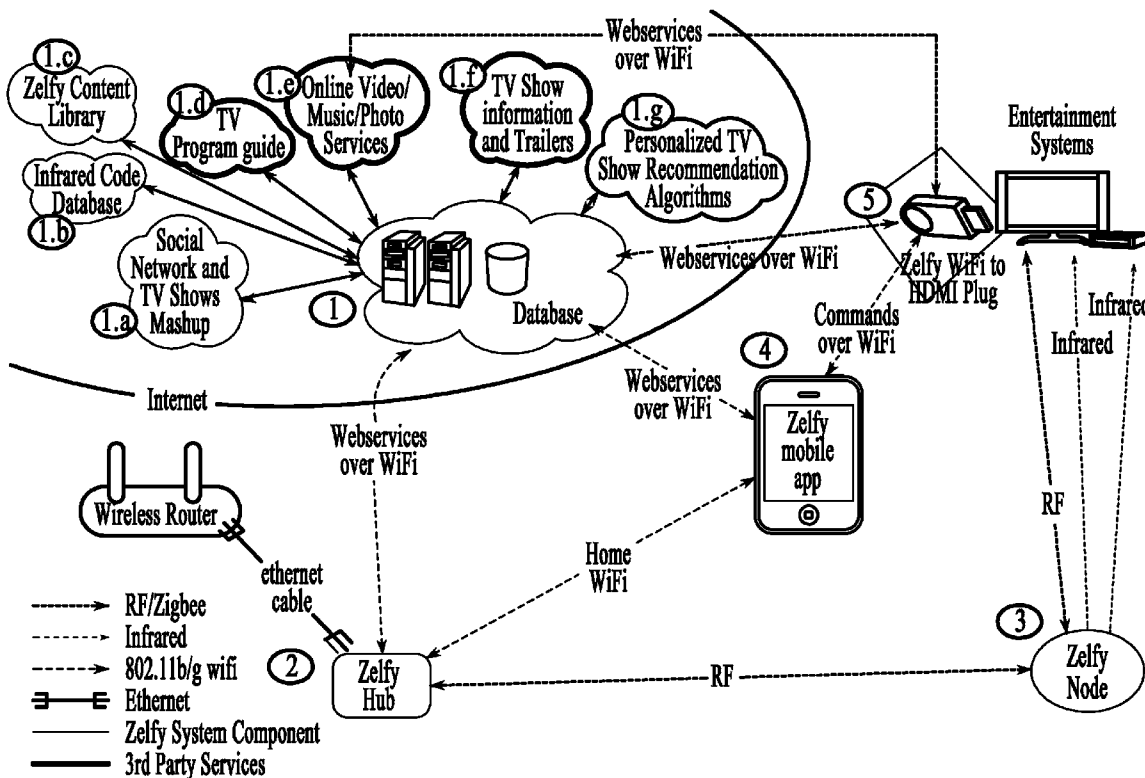 1.c
Zelfy Content
Library
1.d
TV
Program guide
1.e
Online Video/
Music/Photo
Services
1.f
TV Show
information
and Trailers
1.g
Personalized TV
Show Recommendation
Algorithms
Webservices
over WiFi
Entertainment
Systems
Infrared Code
Database
1.b
Social
Network and
TV Shows
Mashup
1.a
1
Database
5
Webservices over WiFi
Zelfy WiFi to
HDMI Plug
Commands
over WiFi
Infrared
Infrared
Internet
Webservices
over WiFi
Webservices
over WiFi
4
Zelfy
mobile
app
RF
Wireless Router
ethernet
cable
Home
WiFi
2
Zelfy
Hub
RF
3
Zelfy
Node
RF/Zigbee
Infrared
802.11b/g wifi
Ethernet
Zelfy System Component
3rd Party Services